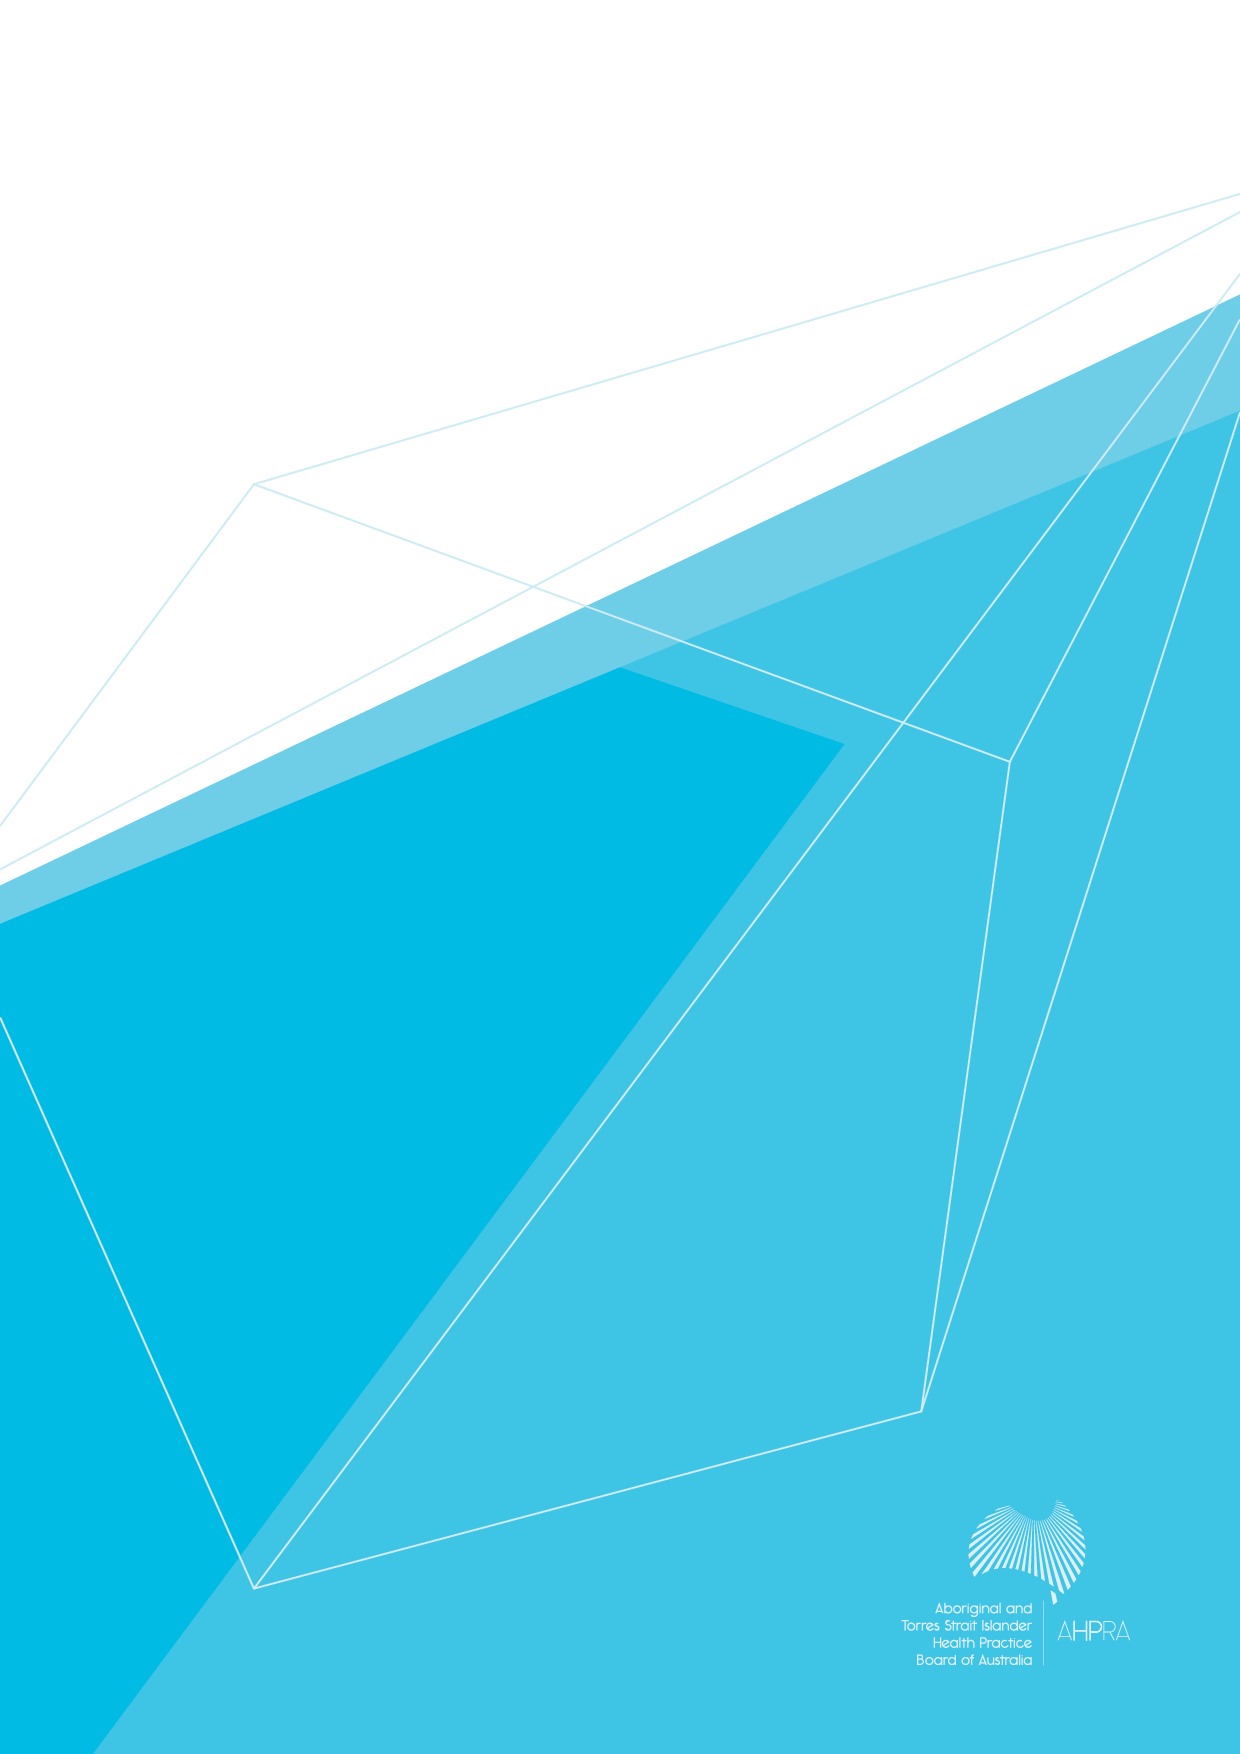 Aboriginal and
Torres Strait Islander
Health Practice
Board of Australia
AHPRA